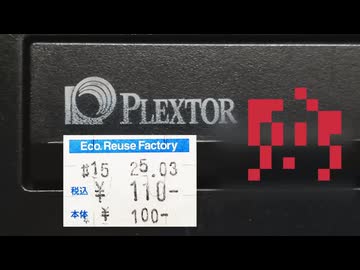 PLEXTOR
Eco.Reuse Factory
#15 25.03
税込 ¥ 110-
本体 ¥ 100-